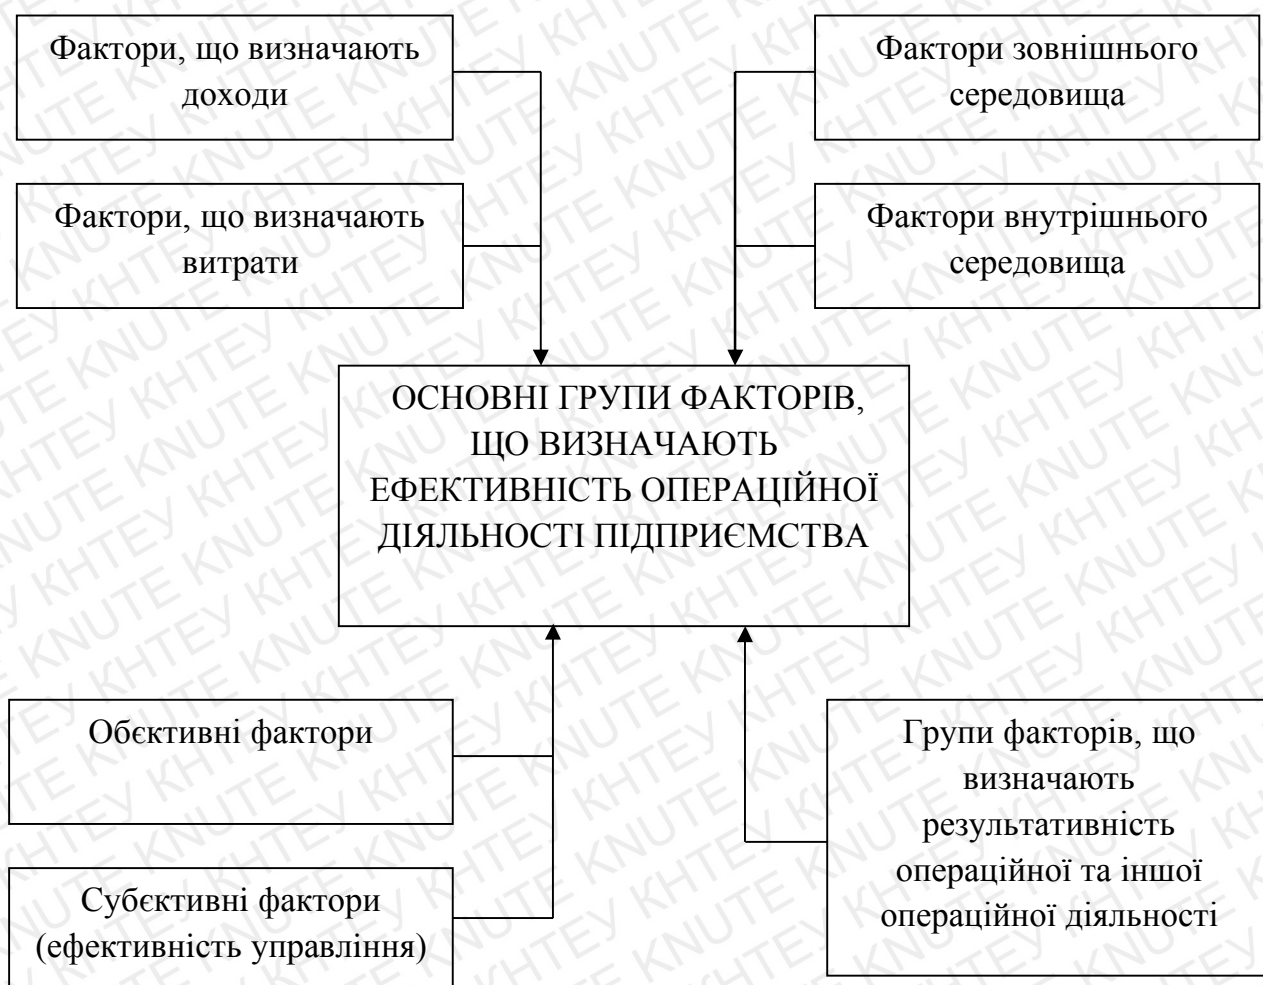 Фактори, що визначають
доходи
Фактори зовнішнього
середовища
Фактори, що визначають
витрати
Фактори внутрішнього
середовища
ОСНОВНІ ГРУПИ ФАКТОРІВ,
ЩО ВИЗНАЧАЮТЬ
ЕФЕКТИВНІСТЬ ОПЕРАЦІЙНОЇ
ДІЯЛЬНОСТІ ПІДПРИЄМСТВА
Обєктивні фактори
Субєктивні фактори
(ефективність управління)
Групи факторів, що
визначають
результативність
операційної та іншої
операційної діяльності